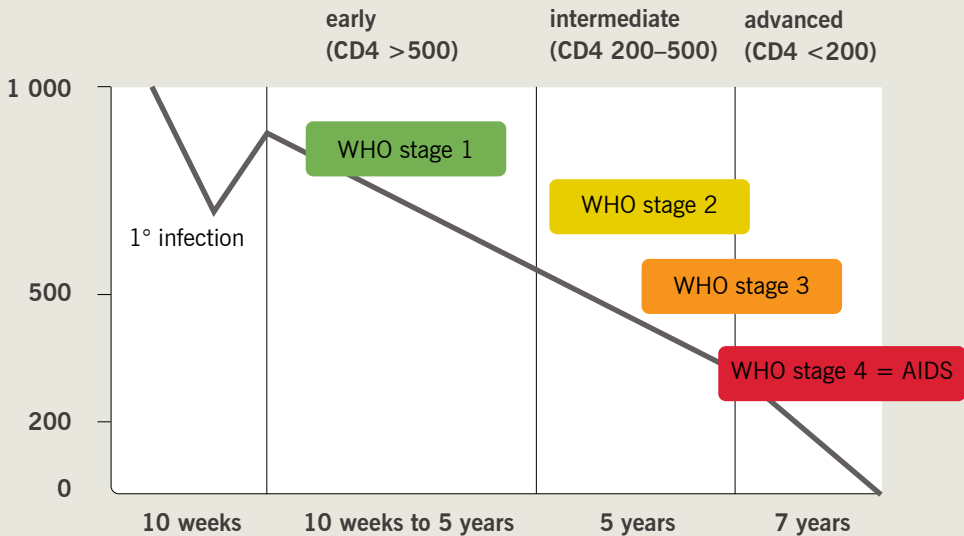 early
(CD4 >500)
intermediate
(CD4 200–500)
advanced
(CD4 <200)
1 000
WHO stage 1
WHO stage 2
1° infection
WHO stage 3
500
WHO stage 4 = AIDS
200
0
10 weeks
10 weeks to 5 years
5 years
7 years